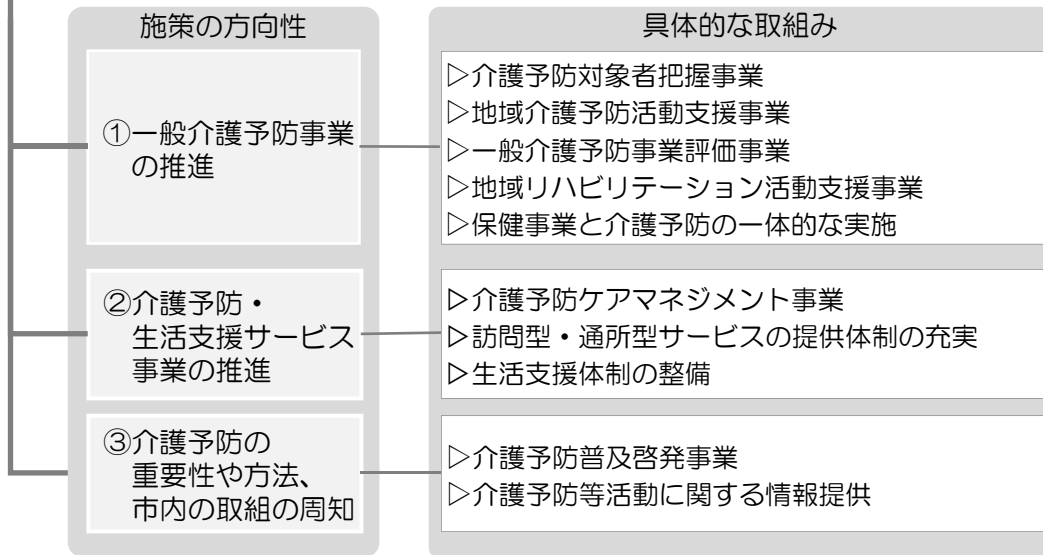 施策の方向性
具体的な取組み
①一般介護予防事業
の推進
▷介護予防対象者把握事業
▷地域介護予防活動支援事業
▷一般介護予防事業評価事業
▷地域リハビリテーション活動支援事業
▷保健事業と介護予防の一体的な実施
②介護予防・
生活支援サービス
事業の推進
▷介護予防ケアマネジメント事業
▷訪問型・通所型サービスの提供体制の充実
▷生活支援体制の整備
③介護予防の
重要性や方法、
市内の取組の周知
▷介護予防普及啓発事業
▷介護予防等活動に関する情報提供